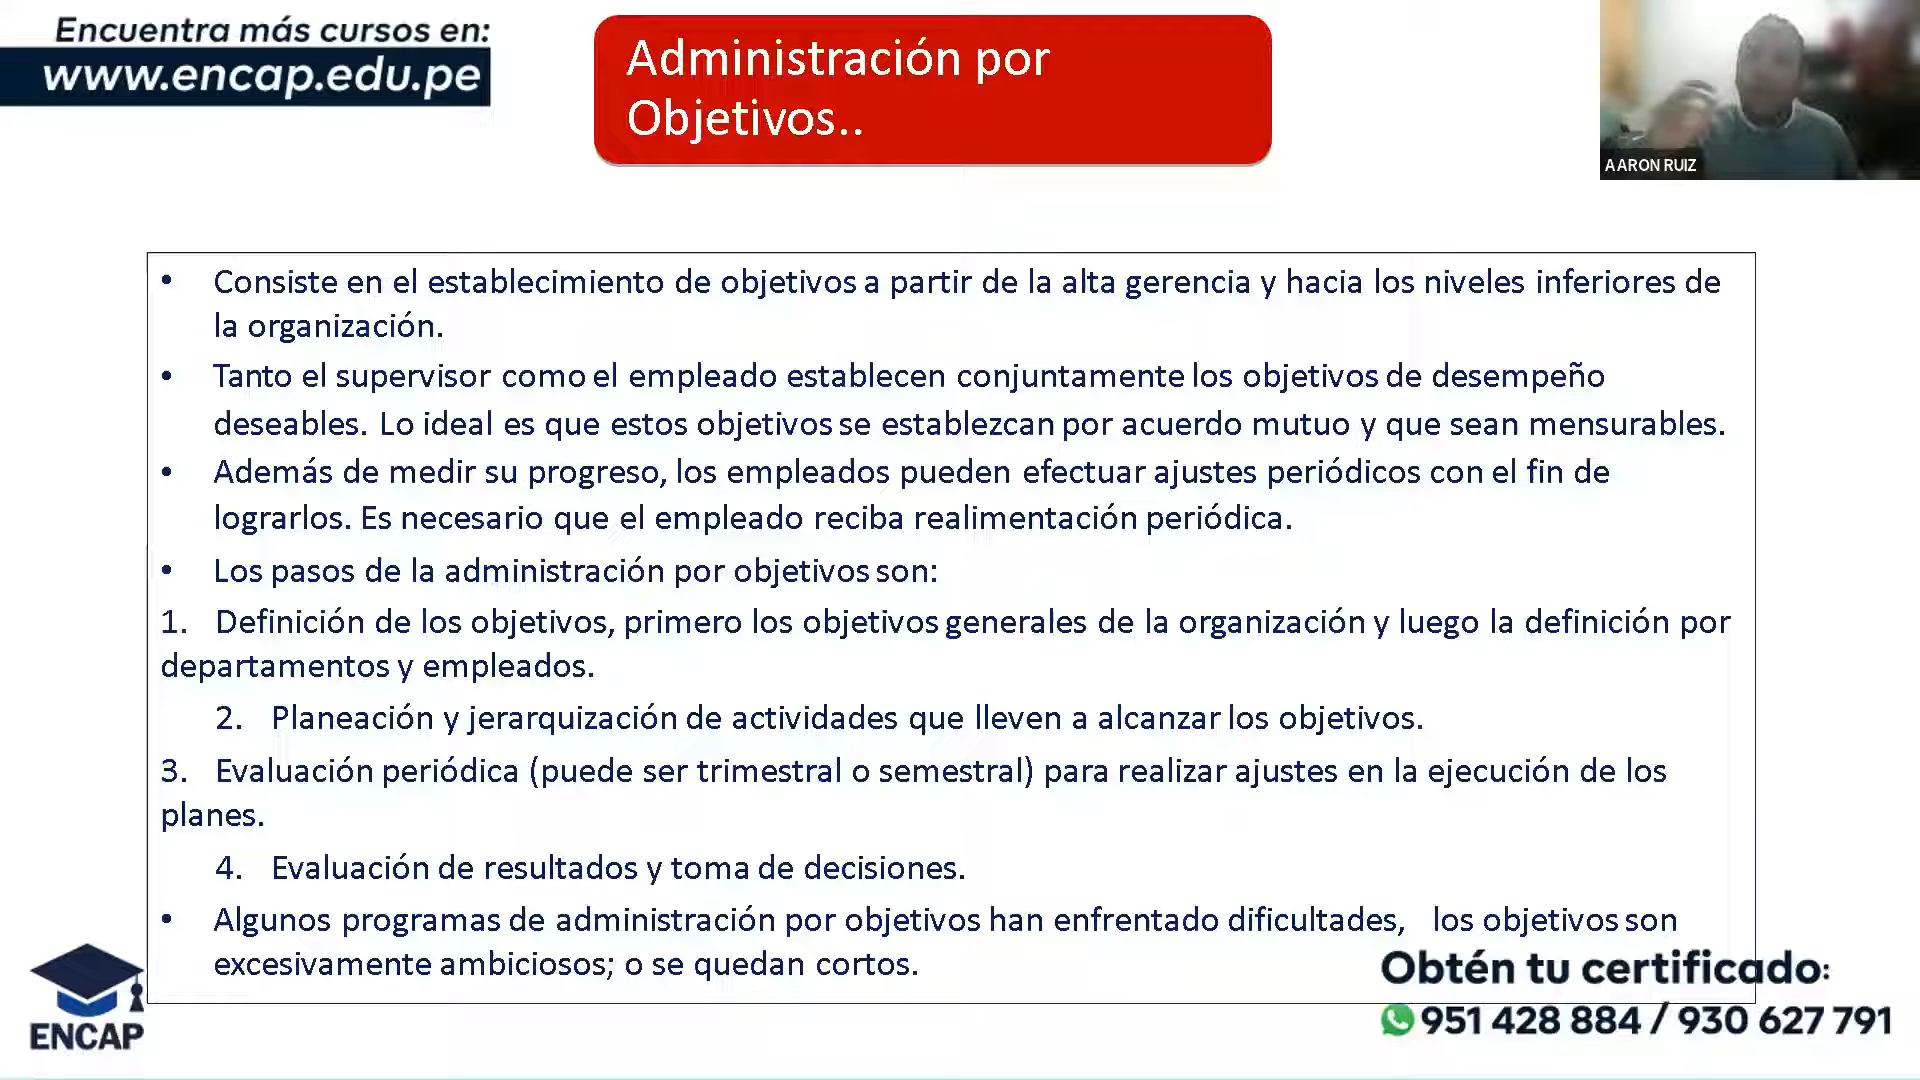 Encuentra más cursos en:
www.encap.edu.pe
Administración por
Objetivos..
AARON RUIZ
• Consiste en el establecimiento de objetivos a partir de la alta gerencia y hacia los niveles inferiores de
la organización.
• Tanto el supervisor como el empleado establecen conjuntamente los objetivos de desempeño
deseables. Lo ideal es que estos objetivos se establezcan por acuerdo mutuo y que sean mensurables.
• Además de medir su progreso, los empleados pueden efectuar ajustes periódicos con el fin de
lograrlos. Es necesario que el empleado reciba realimentación periódica.
• Los pasos de la administración por objetivos son:
1. Definición de los objetivos, primero los objetivos generales de la organización y luego la definición por
departamentos y empleados.
2. Planeación y jerarquización de actividades que lleven a alcanzar los objetivos.
3. Evaluación periódica (puede ser trimestral o semestral) para realizar ajustes en la ejecución de los
planes.
4. Evaluación de resultados y toma de decisiones.
• Algunos programas de administración por objetivos han enfrentado dificultades, los objetivos son
excesivamente ambiciosos; o se quedan cortos.
Obtén tu certificado:
951 428 884 / 930 627 791
ENCAP